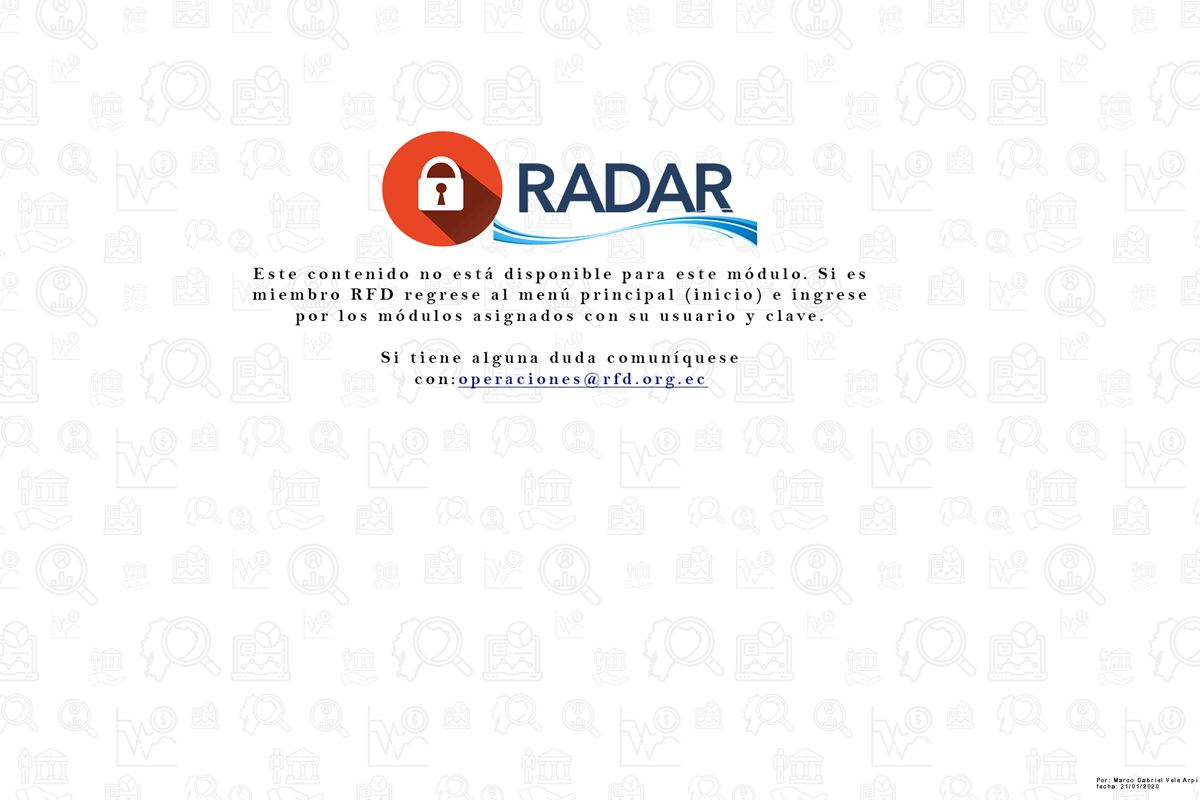 RADAR
Este contenido no está disponible para este módulo. Si es
miembro RFD regrese al menú principal (inicio) e ingrese
por los módulos asignados con su usuario y clave.
Si tiene alguna duda comuníquese
con:operaciones@rfd.org.ec
Por: Marco Gabriel Vele Arpi
fecha: 31/01/2020